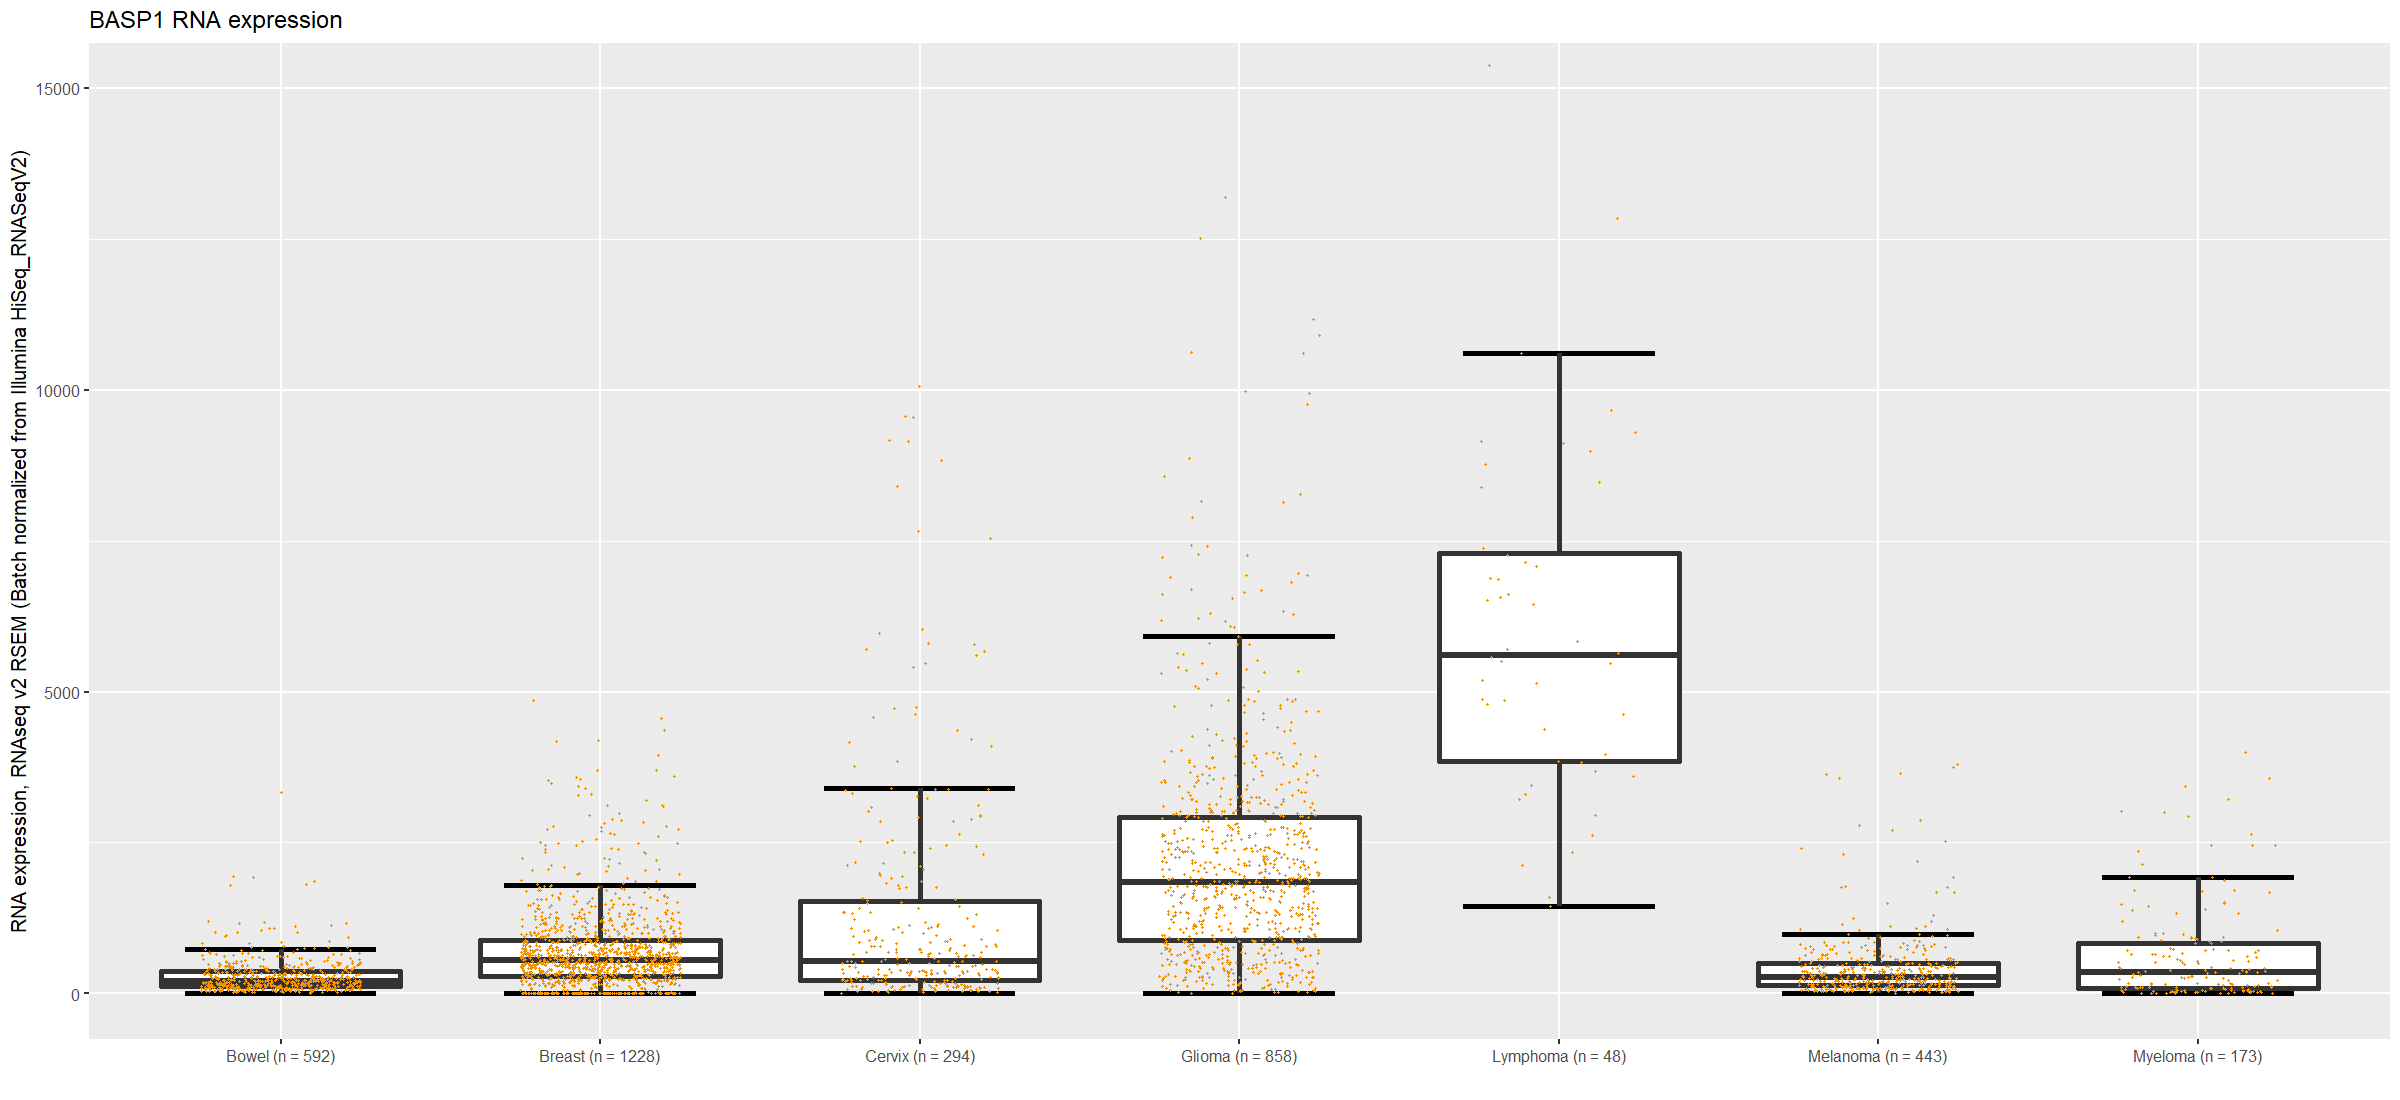 BASP1 RNA expression
RNA expression, RNAseq v2 RSEM (Batch normalized from Illumina HiSeq_RNASeqV2)
15000
10000
5000
0
Bowel (n = 592)
Breast (n = 1228)
Cervix (n = 294)
Glioma (n = 858)
Lymphoma (n = 48)
Melanoma (n = 443)
Myeloma (n = 173)